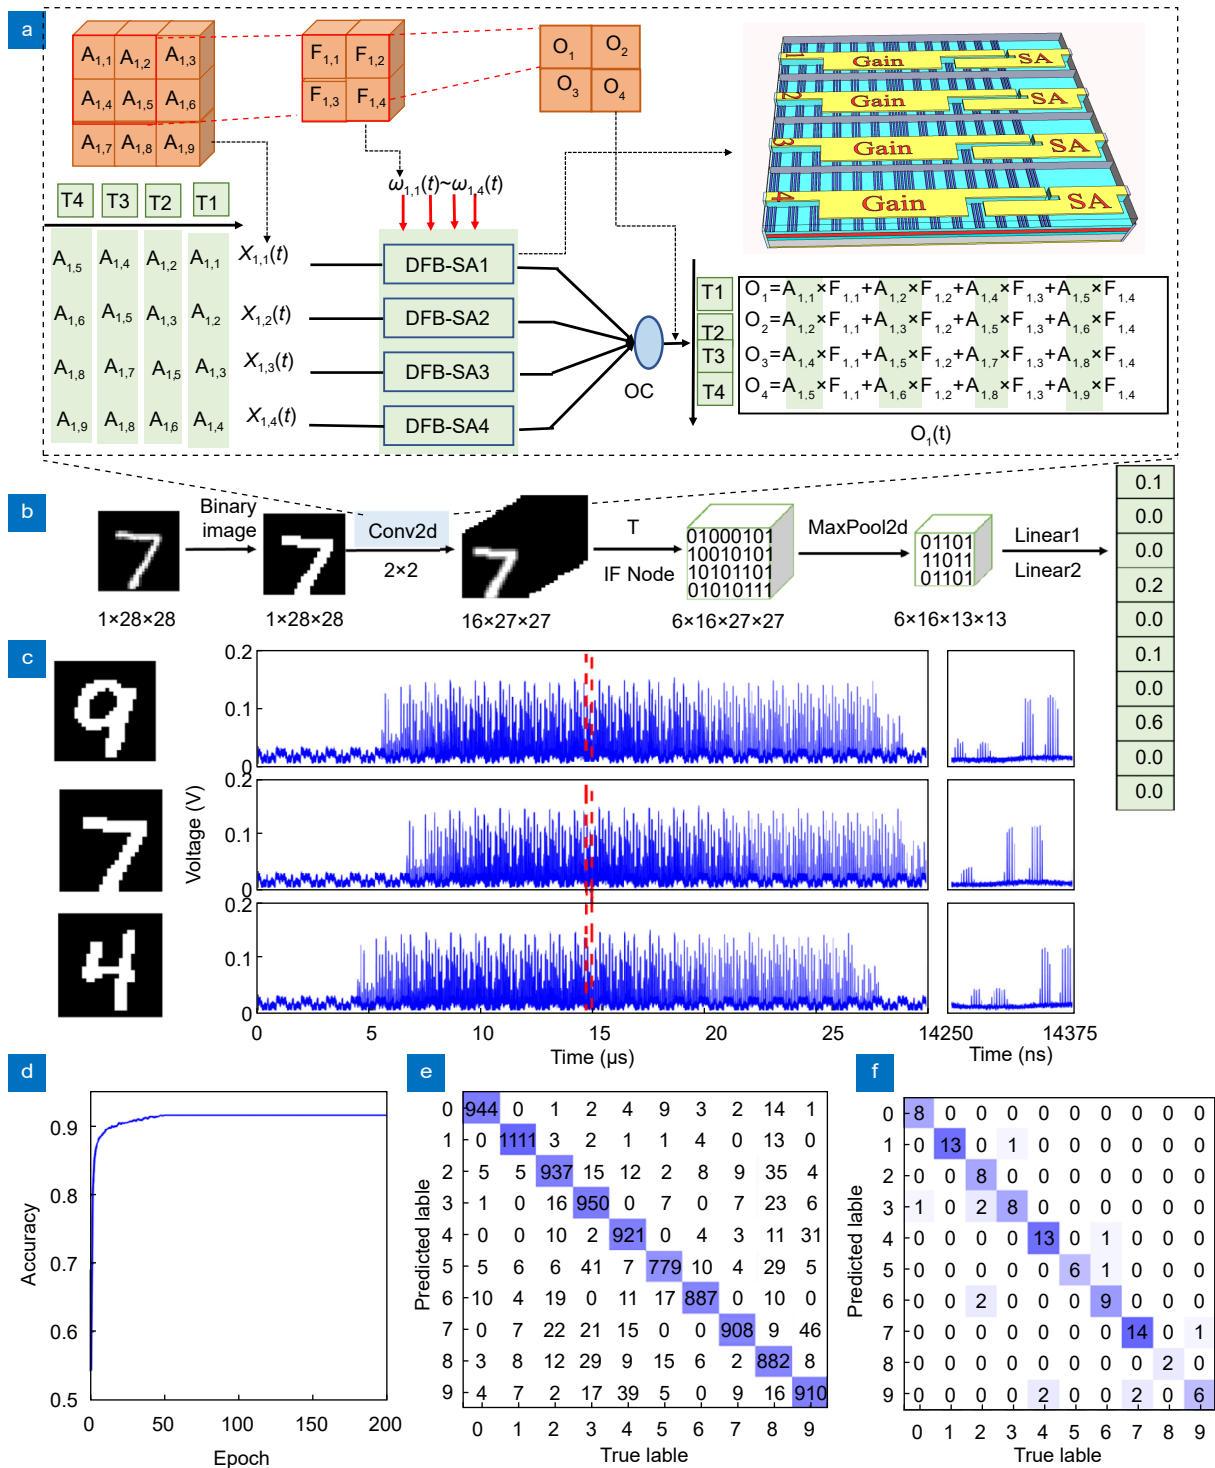 a
A1,1 A1,2 A1,3
A1,4 A1,5 A1,6
A1,7 A1,8 A1,9
F1,1 F1,2
F1,3 F1,4
O1 O2
O3 O4
1 Gain SA
2 Gain SA
3 Gain SA
4 Gain SA
T4 T3 T2 T1
ω1,1(t)~ω1,4(t)
A1,5 A1,4 A1,2 A1,1 X1,1(t)
A1,6 A1,5 A1,3 A1,2 X1,2(t)
A1,8 A1,7 A1,5 A1,3 X1,3(t)
A1,9 A1,8 A1,6 A1,4 X1,4(t)
DFB-SA1
DFB-SA2
DFB-SA3
DFB-SA4
OC
T1 O1=A1,1×F1,1+A1,2×F1,2+A1,4×F1,3+A1,5×F1,4
T2 O2=A1,2×F1,1+A1,3×F1,2+A1,5×F1,3+A1,6×F1,4
T3 O3=A1,4×F1,1+A1,5×F1,2+A1,7×F1,3+A1,8×F1,4
T4 O4=A1,5×F1,1+A1,6×F1,2+A1,8×F1,3+A1,9×F1,4
O1(t)
b
Binary
image
Conv2d
2×2
T
IF Node
01000101
10010101
10101101
01010111
MaxPool2d
01101
11011
01101
Linear1
Linear2
1×28×28 1×28×28 16×27×27 6×16×27×27 6×16×13×13
0.1
0.0
0.0
0.2
0.0
0.1
0.0
0.6
0.0
0.0
c
Voltage (V)
0.2
0.1
0
0.2
0.1
0
0.2
0.1
0
0 5 10 15 20 25 14250 14375
Time (μs) Time (ns)
d
Accuracy
0.9
0.8
0.7
0.6
0.5
0 50 100 150 200
Epoch
e
Predicted lable
0 944 0 1 2 4 9 3 2 14 1
1 0 1111 3 2 1 1 4 0 13 0
2 5 5 937 15 12 2 8 9 35 4
3 1 0 16 950 0 7 0 7 23 6
4 0 0 10 2 921 0 4 3 11 31
5 5 6 6 41 7 779 10 4 29 5
6 10 4 19 0 11 17 887 0 10 0
7 0 7 22 21 15 0 0 908 9 46
8 3 8 12 29 9 15 6 2 882 8
9 4 7 2 17 39 5 0 9 16 910
0 1 2 3 4 5 6 7 8 9
True lable
f
Predicted lable
0 8 0 0 0 0 0 0 0 0 0
1 0 13 0 1 0 0 0 0 0 0
2 0 0 8 0 0 0 0 0 0 0
3 1 0 2 8 0 0 0 0 0 0
4 0 0 0 0 13 0 1 0 0 0
5 0 0 0 0 0 6 1 0 0 0
6 0 0 2 0 0 0 9 0 0 0
7 0 0 0 0 0 0 0 14 0 1
8 0 0 0 0 0 0 0 0 2 0
9 0 0 0 0 2 0 0 2 0 6
0 1 2 3 4 5 6 7 8 9
True lable